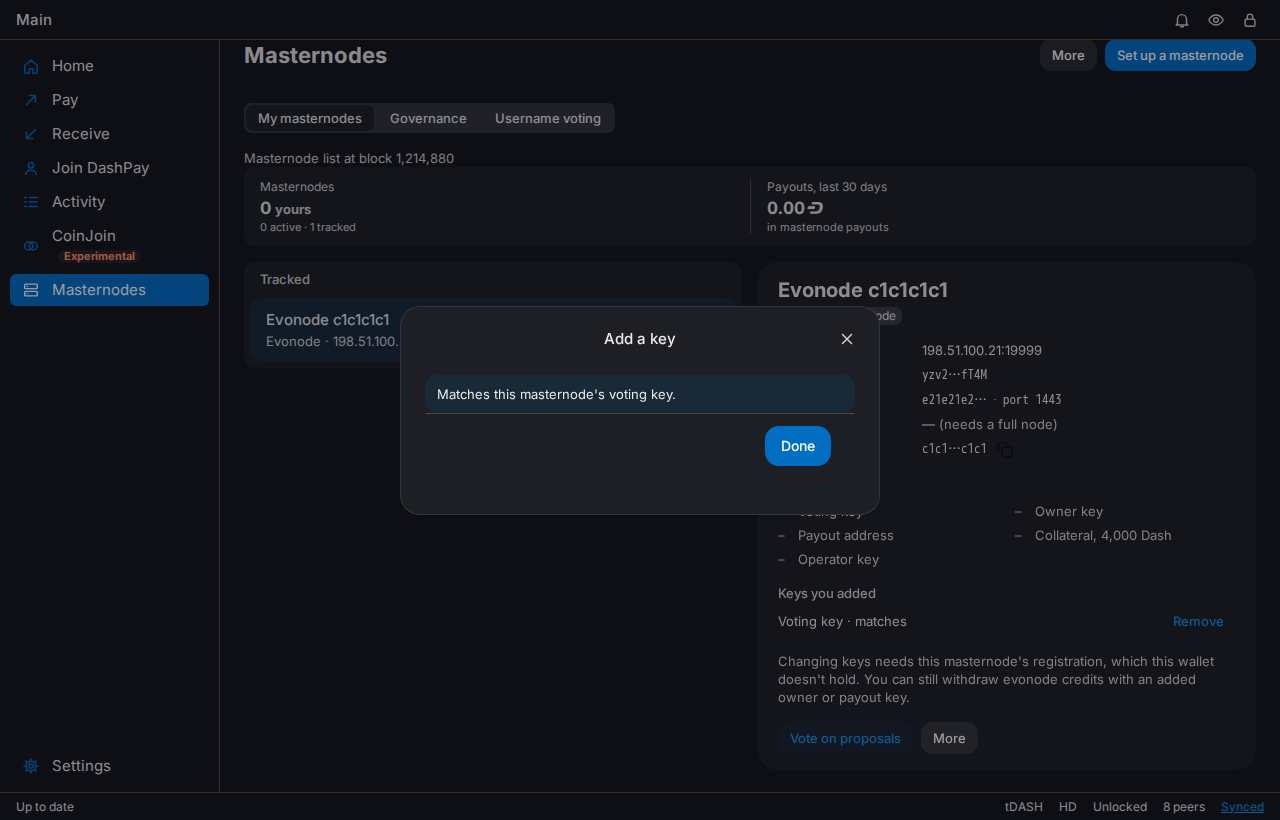 Main
Home
Pay
Receive
Join DashPay
Activity
CoinJoin
Experimental
Masternodes
Settings
Masternodes
More
Set up a masternode
My masternodes
Governance
Username voting
Masternode list at block 1,214,880
Masternodes
0 yours
0 active · 1 tracked
Payouts, last 30 days
0.00
in masternode payouts
Tracked
Evonode c1c1c1c1
Evonode · 198.51.100.
Evonode c1c1c1c1
198.51.100.21:19999
yzv2…fT4M
e21e21e2… · port 1443
— (needs a full node)
c1c1…c1c1
Add a key
Matches this masternode's voting key.
Done
– Owner key
– Payout address
– Collateral, 4,000 Dash
– Operator key
Keys you added
Voting key · matches
Remove
Changing keys needs this masternode's registration, which this wallet
doesn't hold. You can still withdraw evonode credits with an added
owner or payout key.
Vote on proposals
More
Up to date
tDASH
HD
Unlocked
8 peers
Synced